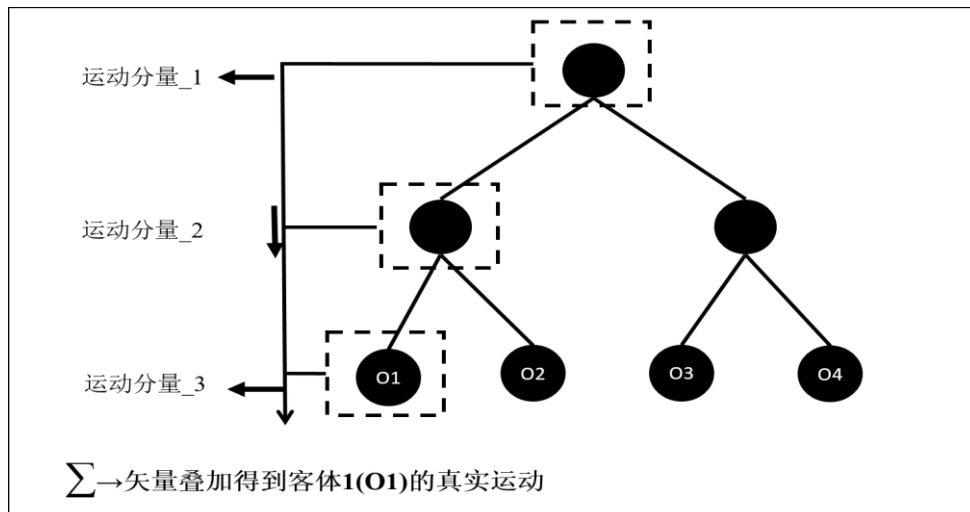 运动分量_1
运动分量_2
O1
O2
O3
O4
运动分量_3
∑→矢量叠加得到客体1(O1)的真实运动